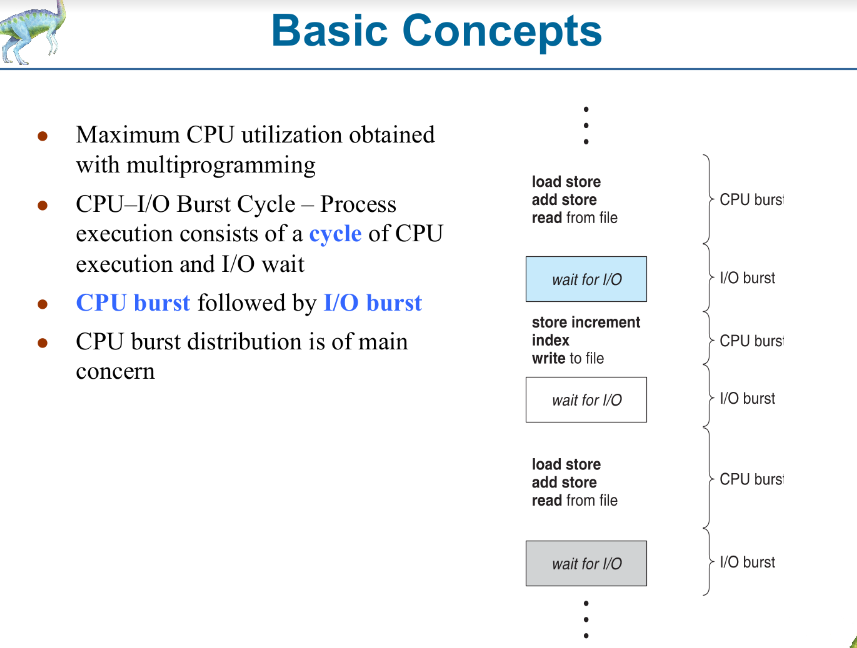 Basic Concepts
Maximum CPU utilization obtained
with multiprogramming
CPU–I/O Burst Cycle – Process
execution consists of a cycle of CPU
execution and I/O wait
CPU burst followed by I/O burst
CPU burst distribution is of main
concern
load store
add store
read from file
CPU burst
wait for I/O
I/O burst
store increment
index
write to file
CPU burst
wait for I/O
I/O burst
load store
add store
read from file
CPU burst
wait for I/O
I/O burst